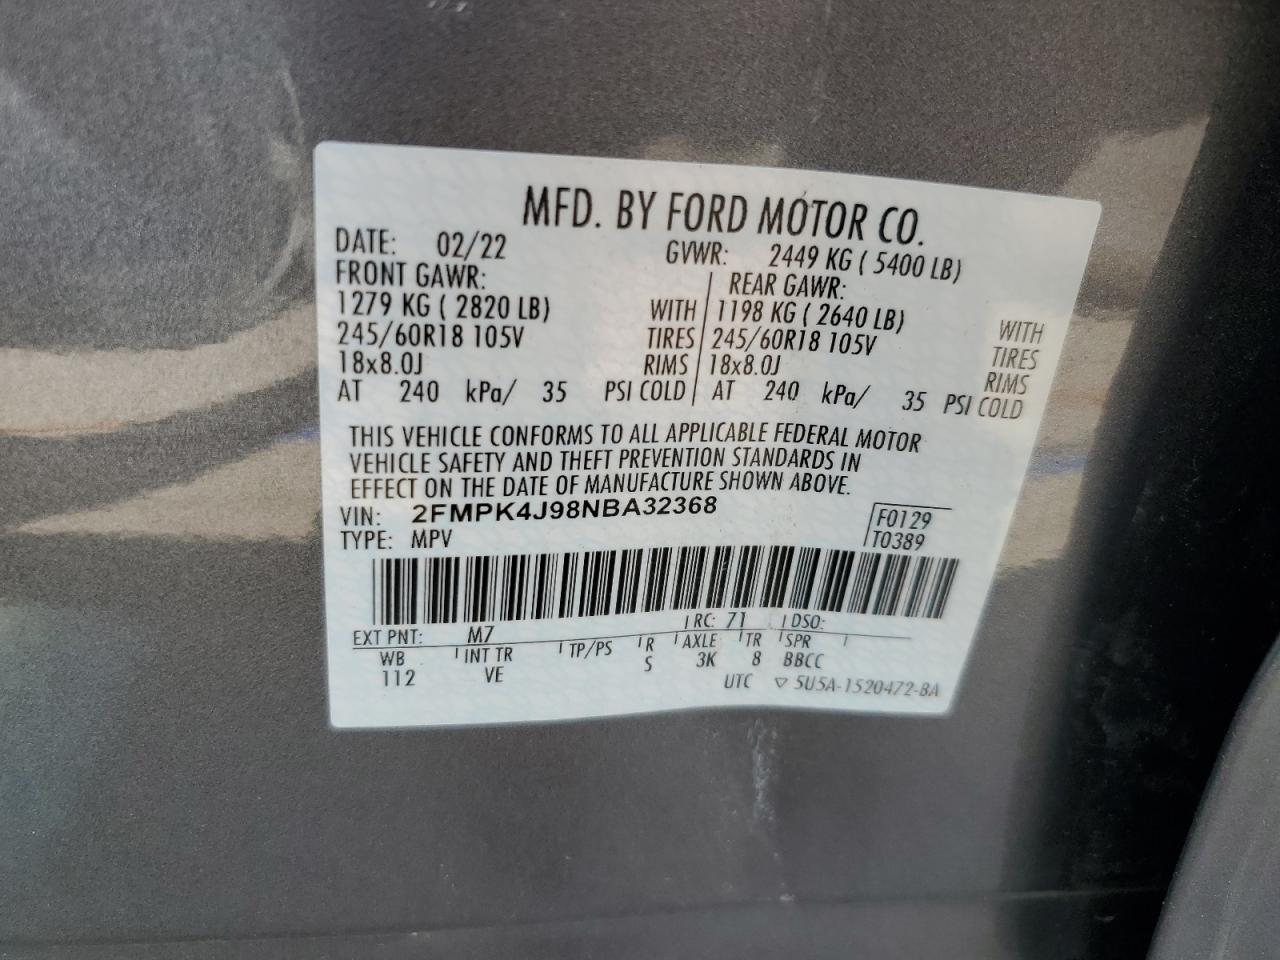 MFD. BY FORD MOTOR CO.
DATE: 02/22 GVWR: 2449 KG ( 5400 LB)
FRONT GAWR: REAR GAWR:
1279 KG ( 2820 LB) WITH 1198 KG ( 2640 LB) WITH
245/60R18 105V TIRES 245/60R18 105V TIRES
18x8.0J RIMS 18x8.0J RIMS
AT 240 kPa/ 35 PSI COLD AT 240 kPa/ 35 PSI COLD
THIS VEHICLE CONFORMS TO ALL APPLICABLE FEDERAL MOTOR
VEHICLE SAFETY AND THEFT PREVENTION STANDARDS IN
EFFECT ON THE DATE OF MANUFACTURE SHOWN ABOVE.
VIN: 2FMPK4J98NBA32368 F0129
TYPE: MPV T0389
EXT PNT: M7 RC: 71 DSO:
WB INT TR TP/PS R AXLE TR SPR
112 VE S 3K 8 BBCC
UTC ▽ 5U5A-1520472-BA